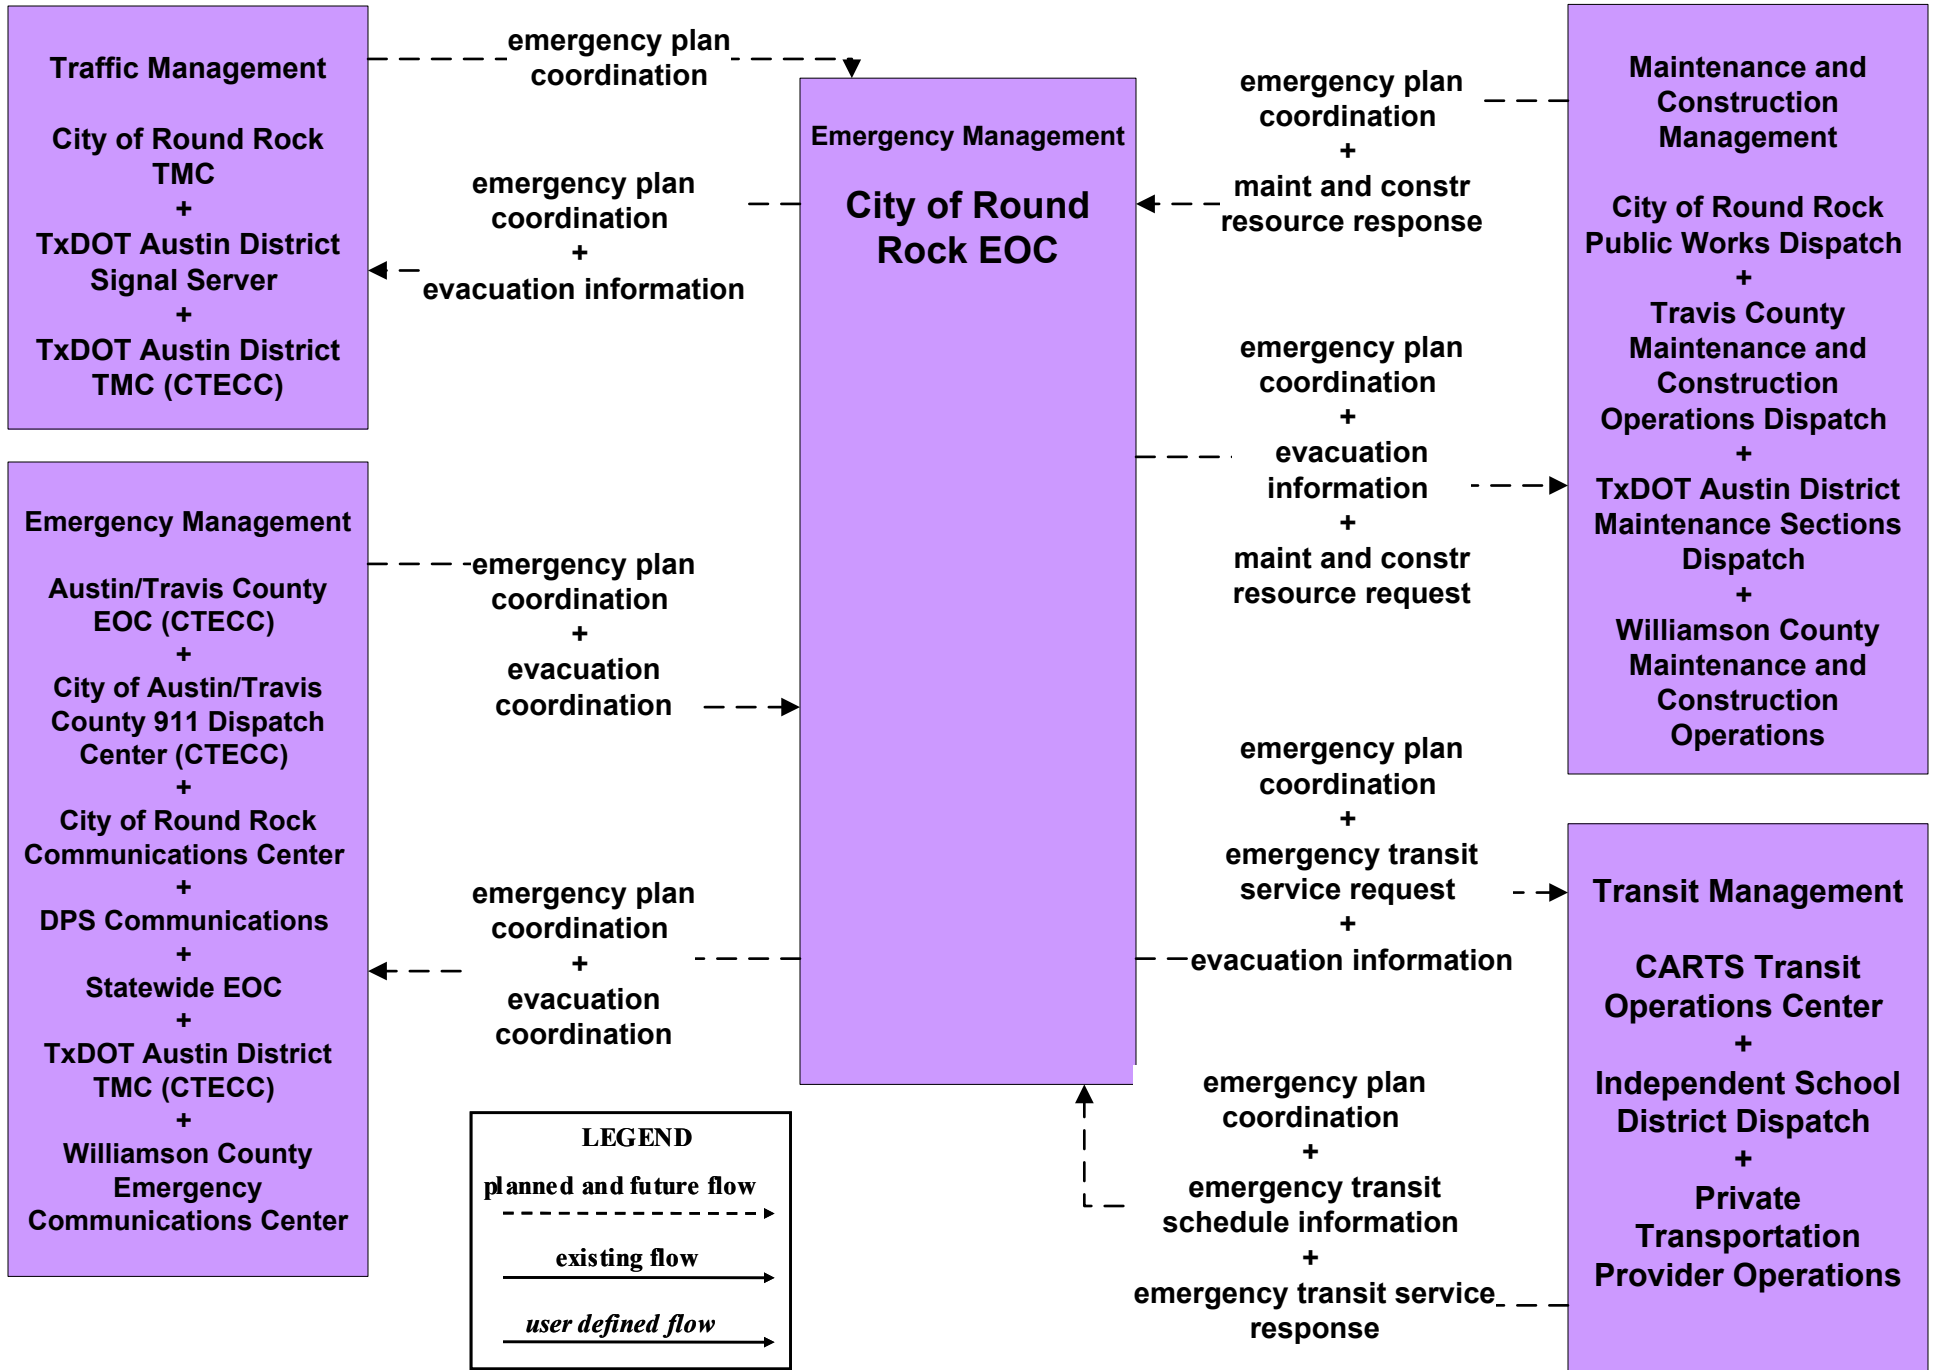 Traffic Management
City of Round Rock
TMC
+
TxDOT Austin District
Signal Server
+
TxDOT Austin District
TMC (CTECC)
emergency plan
coordination
emergency plan
coordination
+
evacuation information
Emergency Management
City of Round
Rock EOC
emergency plan
coordination
+
maint and constr
resource response
emergency plan
coordination
+
evacuation
information
+
maint and constr
resource request
Maintenance and
Construction
Management
City of Round Rock
Public Works Dispatch
+
Travis County
Maintenance and
Construction
Operations Dispatch
+
TxDOT Austin District
Maintenance Sections
Dispatch
+
Williamson County
Maintenance and
Construction
Operations
Emergency Management
Austin/Travis County
EOC (CTECC)
+
City of Austin/Travis
County 911 Dispatch
Center (CTECC)
+
City of Round Rock
Communications Center
+
DPS Communications
+
Statewide EOC
+
TxDOT Austin District
TMC (CTECC)
+
Williamson County
Emergency
Communications Center
emergency plan
coordination
+
evacuation
coordination
emergency plan
coordination
+
evacuation
coordination
emergency plan
coordination
+
emergency transit
service request
+
evacuation information
emergency plan
coordination
+
emergency transit
schedule information
+
emergency transit service
response
Transit Management
CARTS Transit
Operations Center
+
Independent School
District Dispatch
+
Private
Transportation
Provider Operations
LEGEND
planned and future flow
existing flow
user defined flow